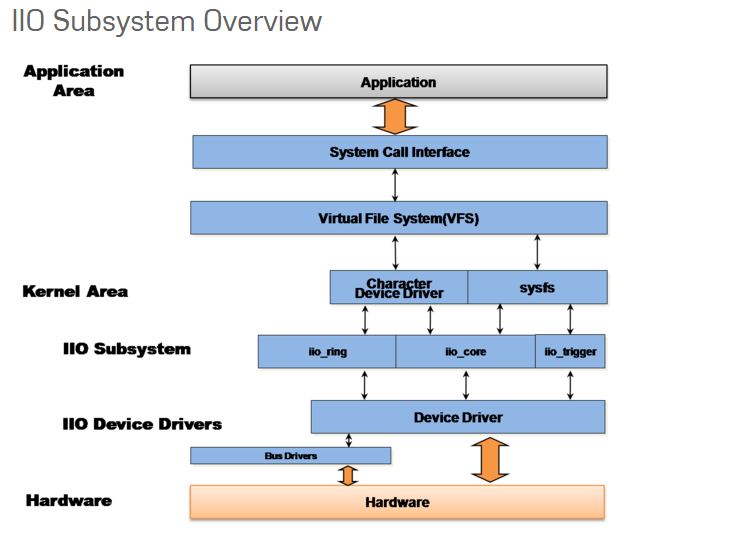 IIO Subsystem Overview
Application
Area
Application
System Call Interface
Virtual File System(VFS)
Kernel Area
Character
Device Driver
sysfs
IIO Subsystem
iio_ring
iio_core
iio_trigger
IIO Device Drivers
Device Driver
Bus Drivers
Hardware
Hardware